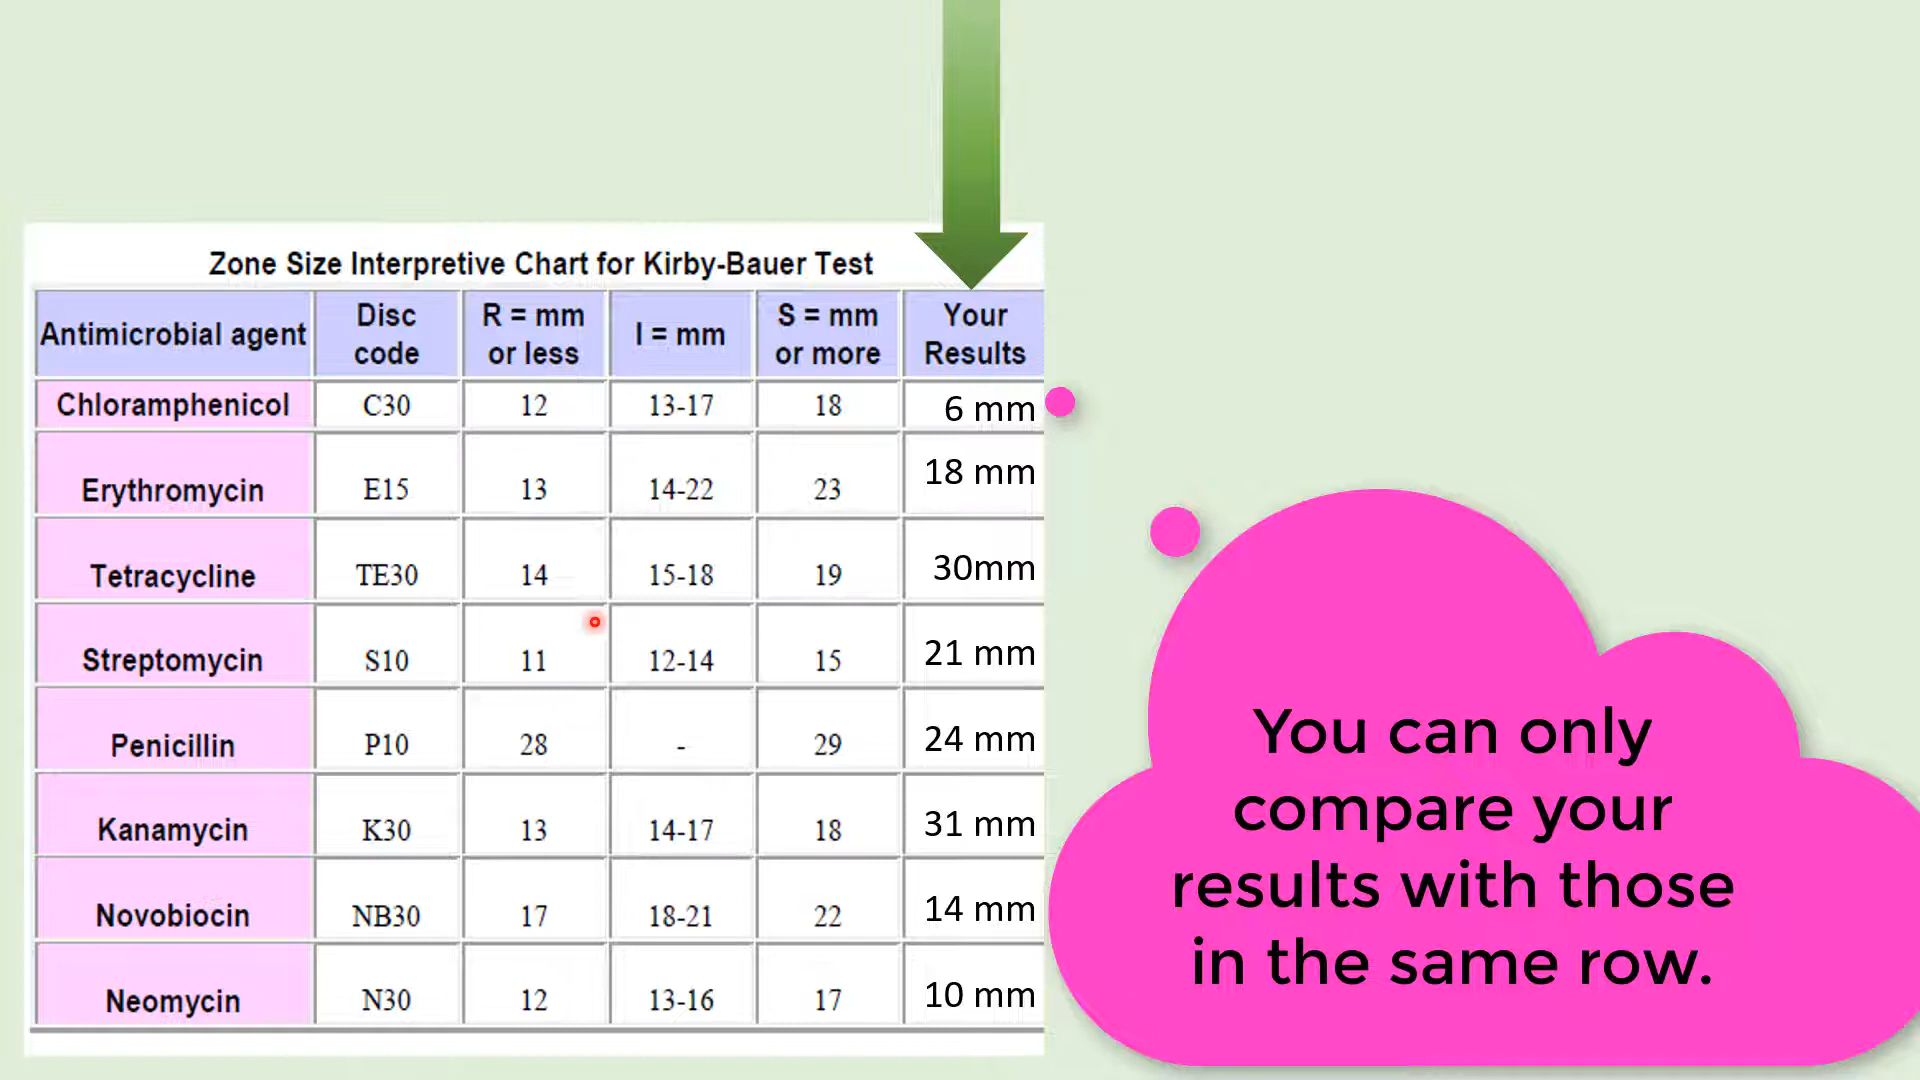 Zone Size Interpretive Chart for Kirby-Bauer Test
Antimicrobial agent Disc code R = mm or less I = mm S = mm or more Your Results
Chloramphenicol C30 12 13-17 18 6 mm
Erythromycin E15 13 14-22 23 18 mm
Tetracycline TE30 14 15-18 19 30mm
Streptomycin S10 11 12-14 15 21 mm
Penicillin P10 28 - 29 24 mm
Kanamycin K30 13 14-17 18 31 mm
Novobiocin NB30 17 18-21 22 14 mm
Neomycin N30 12 13-16 17 10 mm
You can only
compare your
results with those
in the same row.